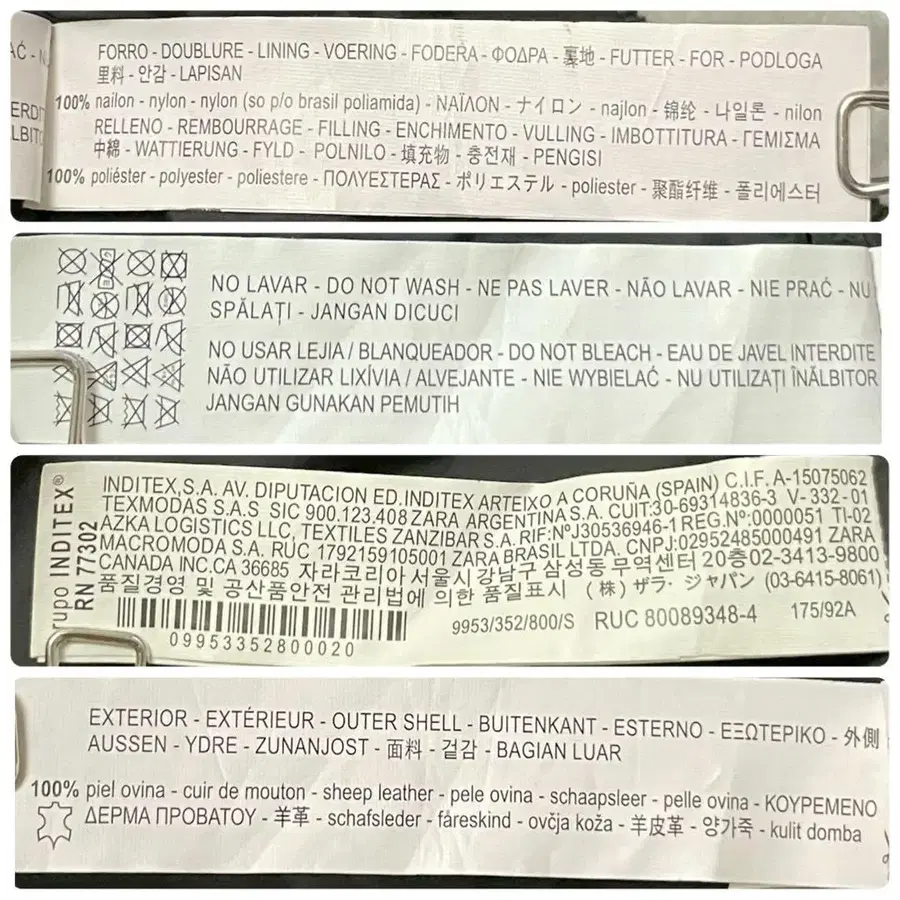 FORRO - DOUBLURE - LINING - VOERING - FODERA - ΦΟΔΡΑ - 裏地 - FUTTER - FOR - PODLOGA
里料 - 안감 - LAPISAN
100% nailon - nylon - nylon (so p/o brasil poliamida) - ΝΑΪΛΟΝ - ナイロン - najlon - 锦纶 - 나일론 - nilon
RELLENO - REMBOURRAGE - FILLING - ENCHIMENTO - VULLING - IMBOTTITURA - ΓΕΜΙΣΜΑ
中綿 - WATTIERUNG - FYLD - POLNILO - 填充物 - 충전재 - PENGISI
100% poliéster - polyester - poliestere - ΠΟΛΥΕΣΤΕΡΑΣ - ポリエステル - poliester - 聚酯纤维 - 폴리에스터
NO LAVAR - DO NOT WASH - NE PAS LAVER - NÃO LAVAR - NIE PRAĆ - NU
SPĂLAȚI - JANGAN DICUCI
NO USAR LEJIA / BLANQUEADOR - DO NOT BLEACH - EAU DE JAVEL INTERDITE
NÃO UTILIZAR LIXÍVIA / ALVEJANTE - NIE WYBIELAĆ - NU UTILIZAȚI ÎNĂLBITOR
JANGAN GUNAKAN PEMUTIH
rupo INDITEX®
RN 77302
INDITEX,S.A. AV. DIPUTACION ED.INDITEX ARTEIXO A CORUÑA (SPAIN) C.I.F. A-15075062
TEXMODAS S.A.S SIC 900.123.408 ZARA ARGENTINA S.A. CUIT:30-69314836-3 V-332-01
AZKA LOGISTICS LLC, TEXTILES ZANZIBAR S.A. RIF:Nº J30536946-1 REG.Nº:0000051 TI-02
MACROMODA S.A. RUC 1792159105001 ZARA BRASIL LTDA. CNPJ:02952485000491 ZARA
CANADA INC.CA 36685 자라코리아 서울시 강남구 삼성동 무역센터 20층 02-3413-9800
품질경영 및 공산품안전 관리법에 의한 품질표시 (株) ザラ・ジャパン (03-6415-8061)
09953352800020
9953/352/800/S RUC 80089348-4 175/92A
EXTERIOR - EXTÉRIEUR - OUTER SHELL - BUITENKANT - ESTERNO - ΕΞΩΤΕΡΙΚΟ - 外側
AUSSEN - YDRE - ZUNANJOST - 面料 - 겉감 - BAGIAN LUAR
100% piel ovina - cuir de mouton - sheep leather - pele ovina - schaapsleer - pelle ovina - ΚΟΥΡΕΜΕΝΟ
ΔΕΡΜΑ ΠΡΟΒΑΤΟΥ - 羊革 - schafsleder - fåreskind - ovčja koža - 羊皮革 - 양가죽 - kulit domba